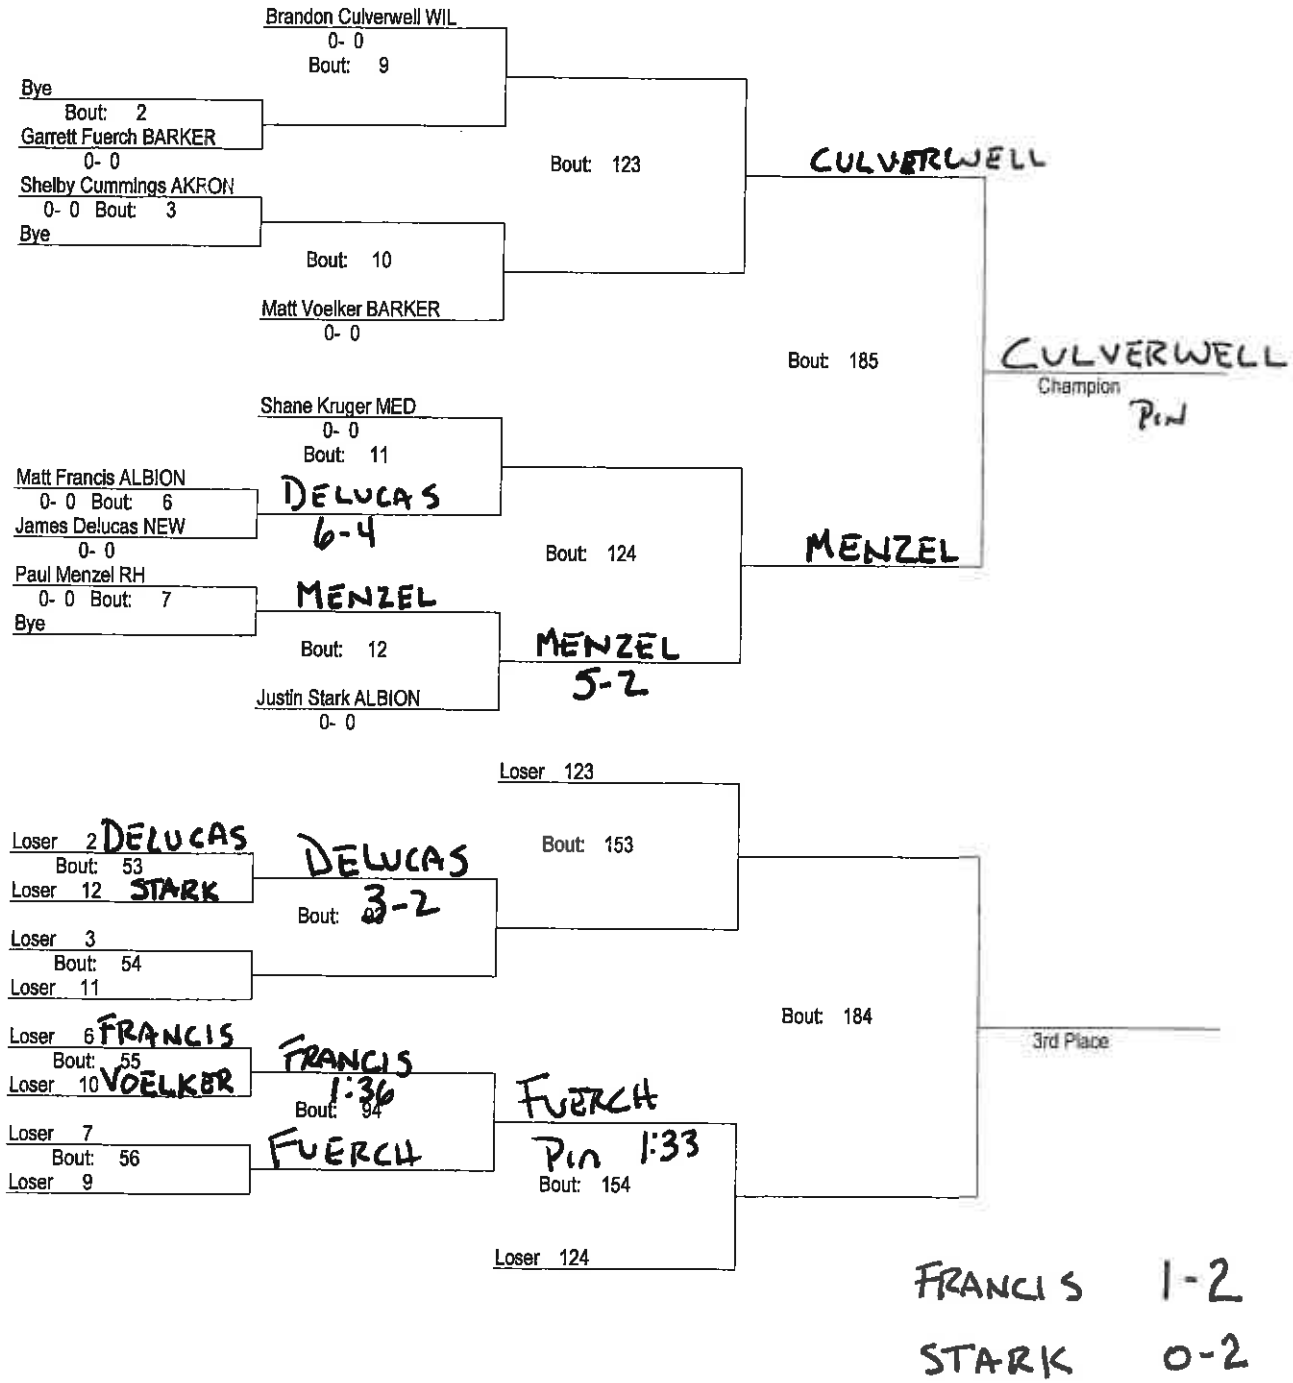 Brandon Culverwell WIL
0- 0
Bout: 9
Bye
Bout: 2
Garrett Fuerch BARKER
0- 0
Bout: 123
CULVERWELL
Shelby Cummings AKRON
0- 0 Bout: 3
Bye
Bout: 10
Matt Voelker BARKER
0- 0
Bout: 185
CULVERWELL
Champion
PIN
Shane Kruger MED
0- 0
Bout: 11
Matt Francis ALBION
0- 0 Bout: 6
DELUCAS
James Delucas NEW
6-4
0- 0
Bout: 124
MENZEL
Paul Menzel RH
0- 0 Bout: 7
MENZEL
Bye
Bout: 12
MENZEL
5-2
Justin Stark ALBION
0- 0
Loser 123
Loser 2 DELUCAS
Bout: 53
DELUCAS
Bout: 153
Loser 12 STARK
3-2
Bout:
Loser 3
Bout: 54
Loser 11
Bout: 184
Loser 6 FRANCIS
3rd Place
Bout: 55
FRANCIS
Loser 10 VOELKER
1:36
Bout: 94
FUERCH
Loser 7
FUERCH
Pin 1:33
Bout: 56
Loser 9
Bout: 154
Loser 124
FRANCIS 1-2
STARK 0-2